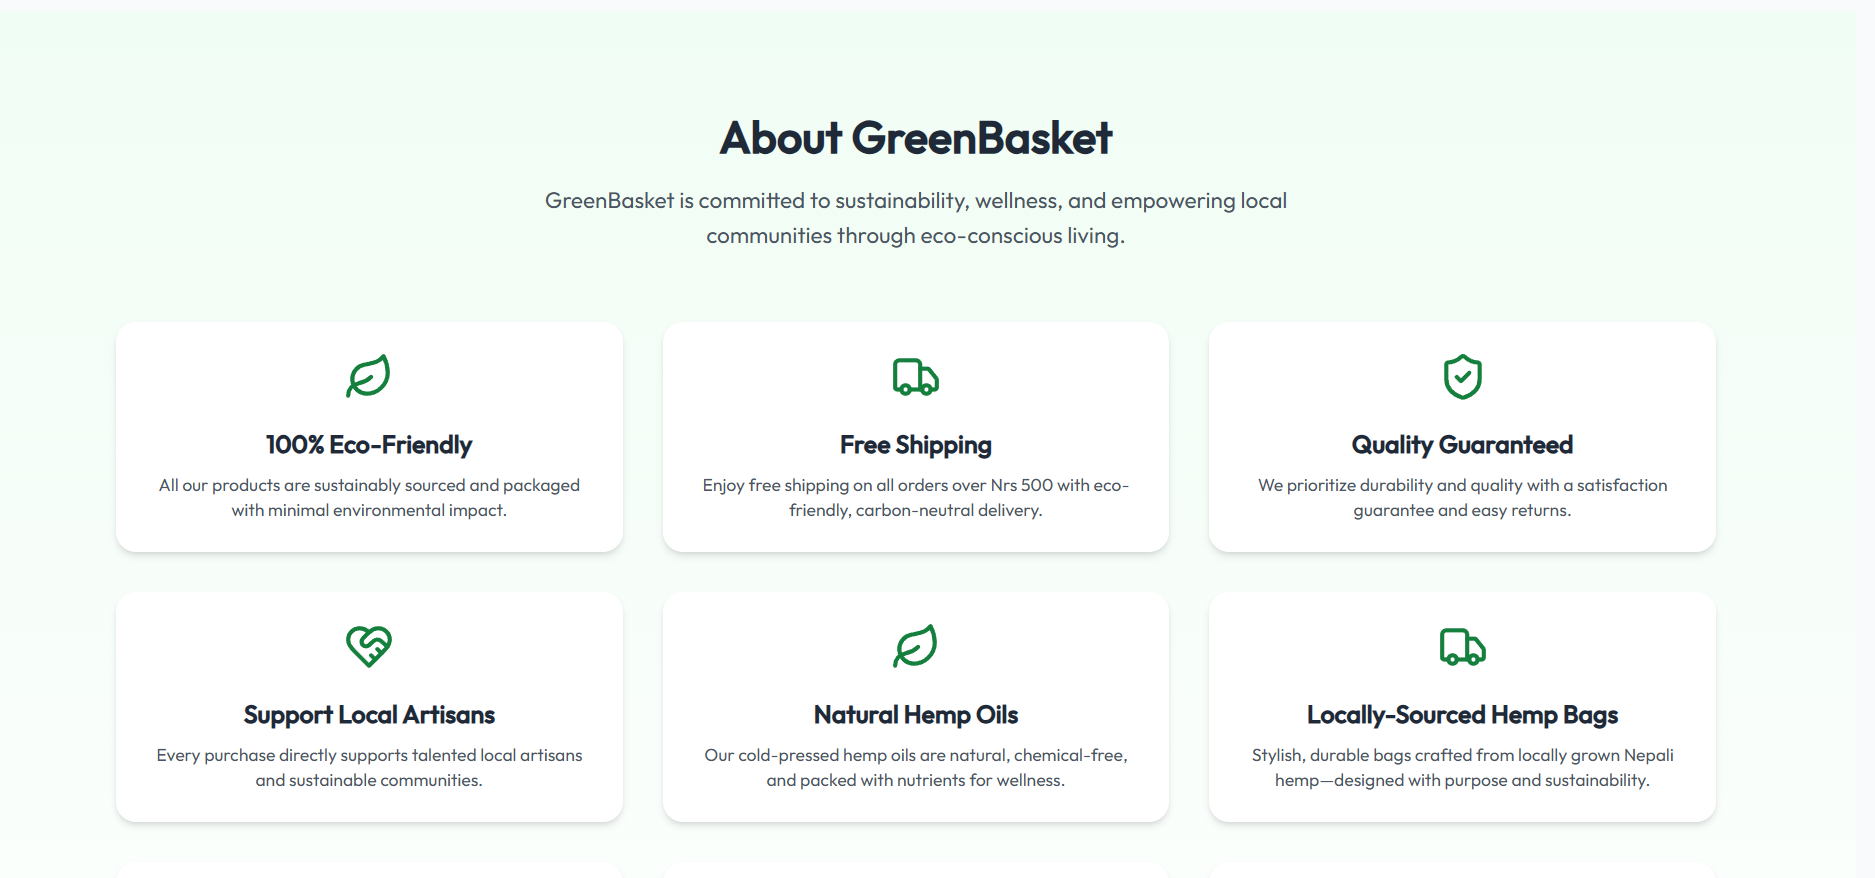 About GreenBasket
GreenBasket is committed to sustainability, wellness, and empowering local
communities through eco-conscious living.
100% Eco-Friendly
All our products are sustainably sourced and packaged
with minimal environmental impact.
Free Shipping
Enjoy free shipping on all orders over Nrs 500 with eco-
friendly, carbon-neutral delivery.
Quality Guaranteed
We prioritize durability and quality with a satisfaction
guarantee and easy returns.
Support Local Artisans
Every purchase directly supports talented local artisans
and sustainable communities.
Natural Hemp Oils
Our cold-pressed hemp oils are natural, chemical-free,
and packed with nutrients for wellness.
Locally-Sourced Hemp Bags
Stylish, durable bags crafted from locally grown Nepali
hemp—designed with purpose and sustainability.